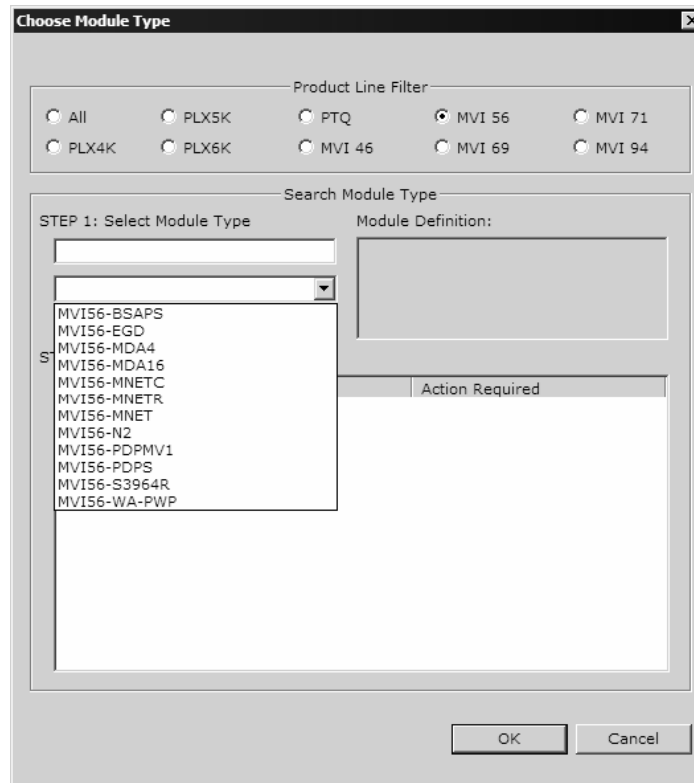 Choose Module Type
Product Line Filter
All
PLX5K
PTQ
MVI 56
MVI 71
PLX4K
PLX6K
MVI 46
MVI 69
MVI 94
Search Module Type
STEP 1: Select Module Type
Module Definition:
MVI56-BSAPS
MVI56-EGD
MVI56-MDA4
MVI56-MDA16
MVI56-MNETC
MVI56-MNETR
MVI56-MNET
MVI56-N2
MVI56-PDPMV1
MVI56-PDPS
MVI56-S3964R
MVI56-WA-PWP
Action Required
OK
Cancel